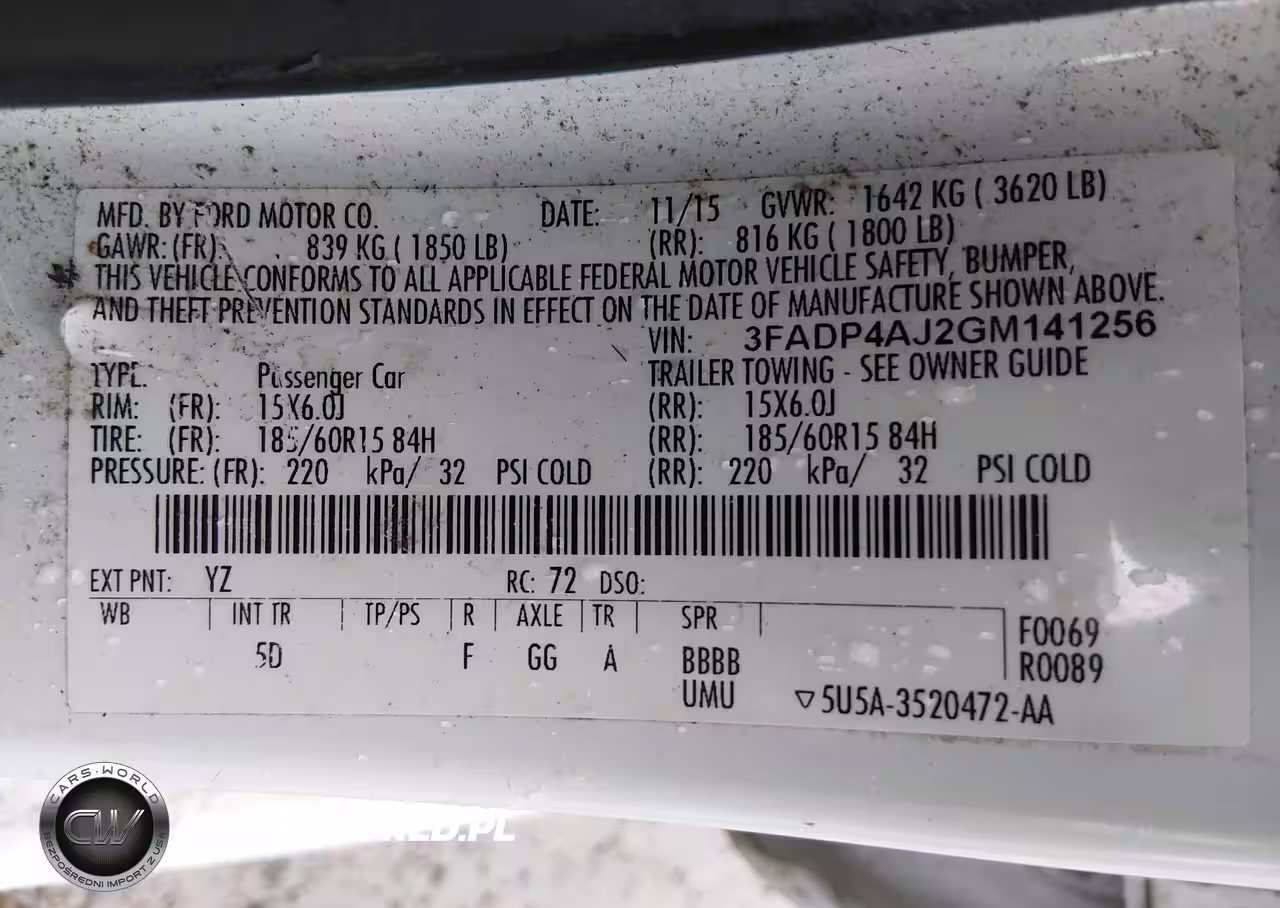 MFD. BY FORD MOTOR CO. DATE: 11/15 GVWR: 1642 KG ( 3620 LB)
GAWR: (FR): 839 KG ( 1850 LB) (RR): 816 KG ( 1800 LB)
THIS VEHICLE CONFORMS TO ALL APPLICABLE FEDERAL MOTOR VEHICLE SAFETY, BUMPER,
AND THEFT PREVENTION STANDARDS IN EFFECT ON THE DATE OF MANUFACTURE SHOWN ABOVE.
VIN: 3FADP4AJ2GM141256
TYPE: Passenger Car TRAILER TOWING - SEE OWNER GUIDE
RIM: (FR): 15X6.0J (RR): 15X6.0J
TIRE: (FR): 185/60R15 84H (RR): 185/60R15 84H
PRESSURE: (FR): 220 kPa/ 32 PSI COLD (RR): 220 kPa/ 32 PSI COLD
EXT PNT: YZ RC: 72 DSO:
WB INT TR TP/PS R AXLE TR SPR
F0069
5D F GG A BBBB R0089
UMU ▽5U5A-3520472-AA
CARS-WORLD
CW
BEZPOŚREDNI IMPORT Z USA
.PL